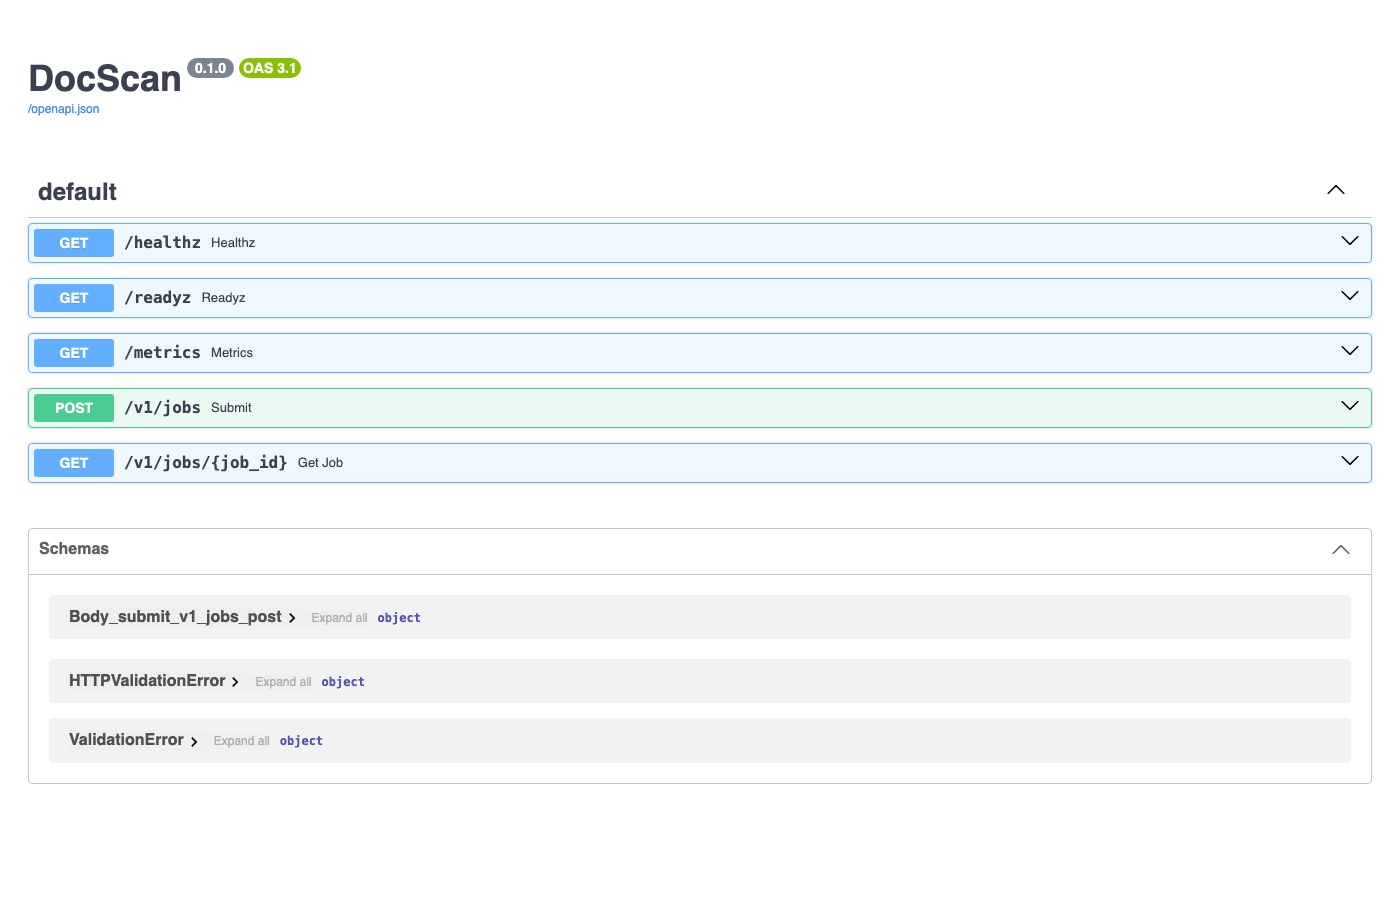 DocScan 0.1.0 OAS 3.1
/openapi.json
default
GET /healthz Healthz
GET /readyz Readyz
GET /metrics Metrics
POST /v1/jobs Submit
GET /v1/jobs/{job_id} Get Job
Schemas
Body_submit_v1_jobs_post Expand all object
HTTPValidationError Expand all object
ValidationError Expand all object